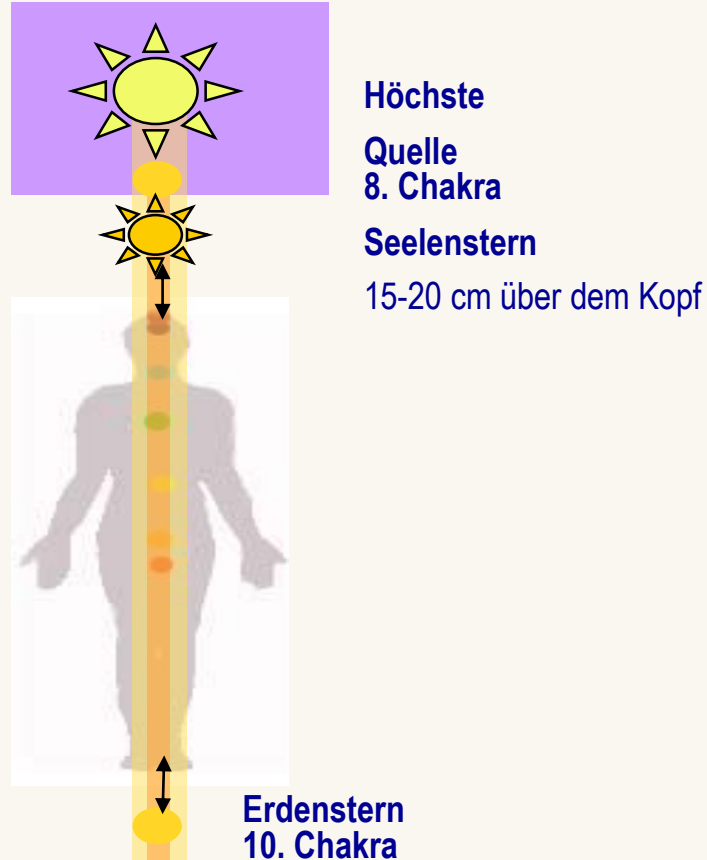 Höchste
Quelle
8. Chakra
Seelenstern
15-20 cm über dem Kopf
Erdenstern
10. Chakra